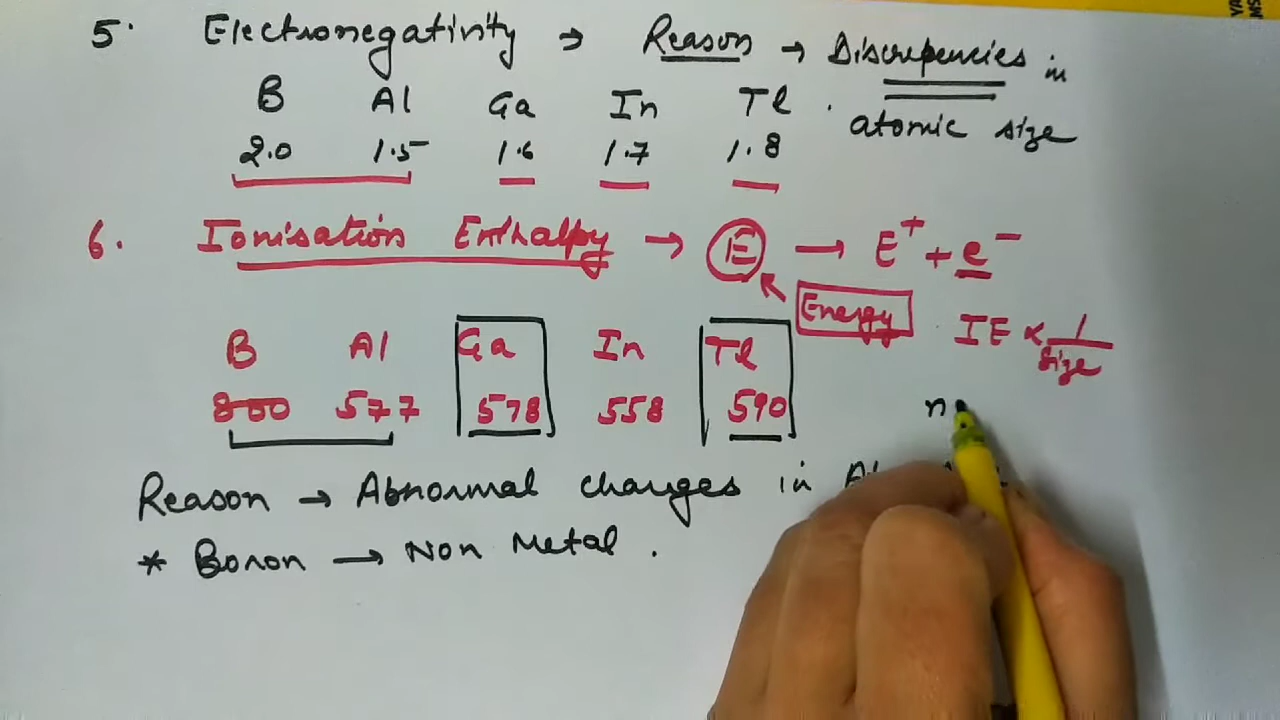 5. Electronegativity → Reason → Discrepencies in
atomic size
B Al Ga In Tl
2.0 1.5 1.6 1.7 1.8
6. Ionisation Enthalpy → E → E+ + e−
Energy
IE ∝ 1/size
B Al Ga In Tl
800 577 578 558 590
n
Reason → Abnormal changes in
* Boron → Non Metal .